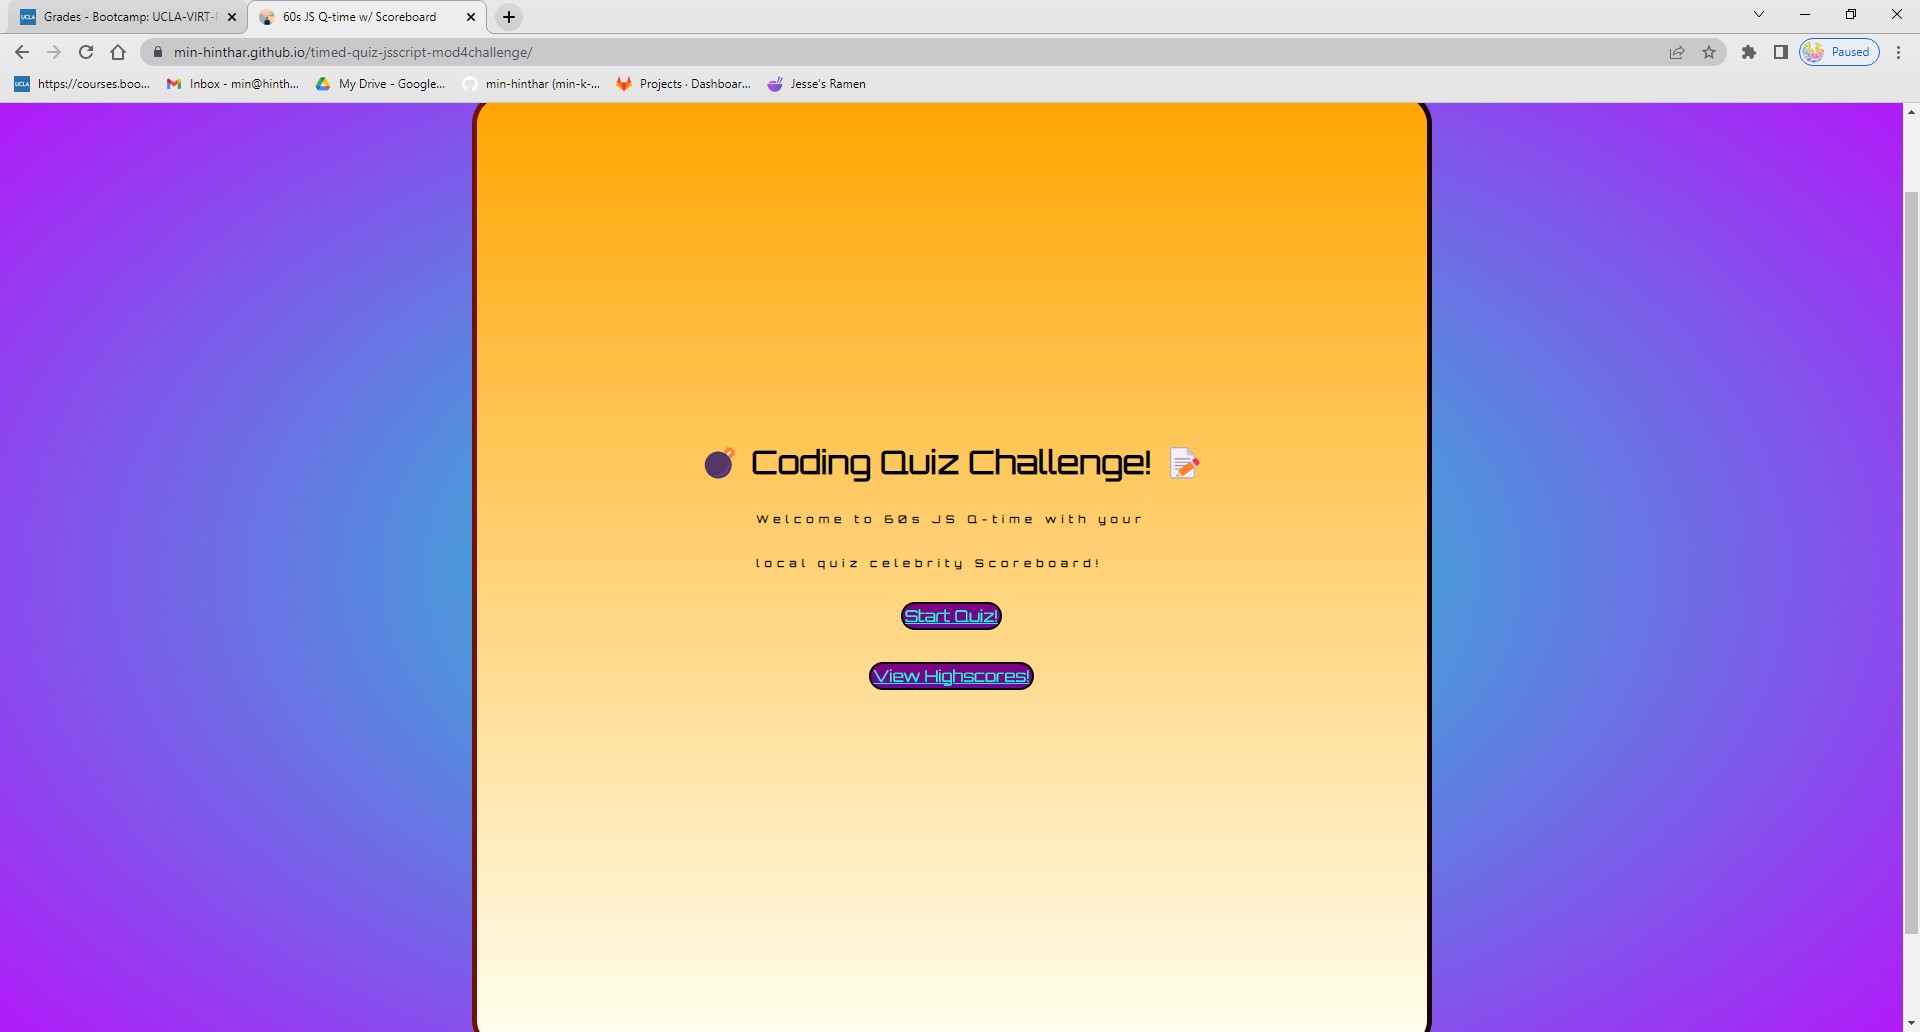 Grades - Bootcamp: UCLA-VIRT-F
60s JS Q-time w/ Scoreboard
min-hinthar.github.io/timed-quiz-jsscript-mod4challenge/
Paused
UCLA https://courses.boo...
Inbox - min@hinth...
My Drive - Google...
min-hinthar (min-k-...
Projects · Dashboar...
Jesse's Ramen
Coding Quiz Challenge!
Welcome to 60s JS Q-time with your
local quiz celebrity Scoreboard!
Start Quiz!
View Highscores!